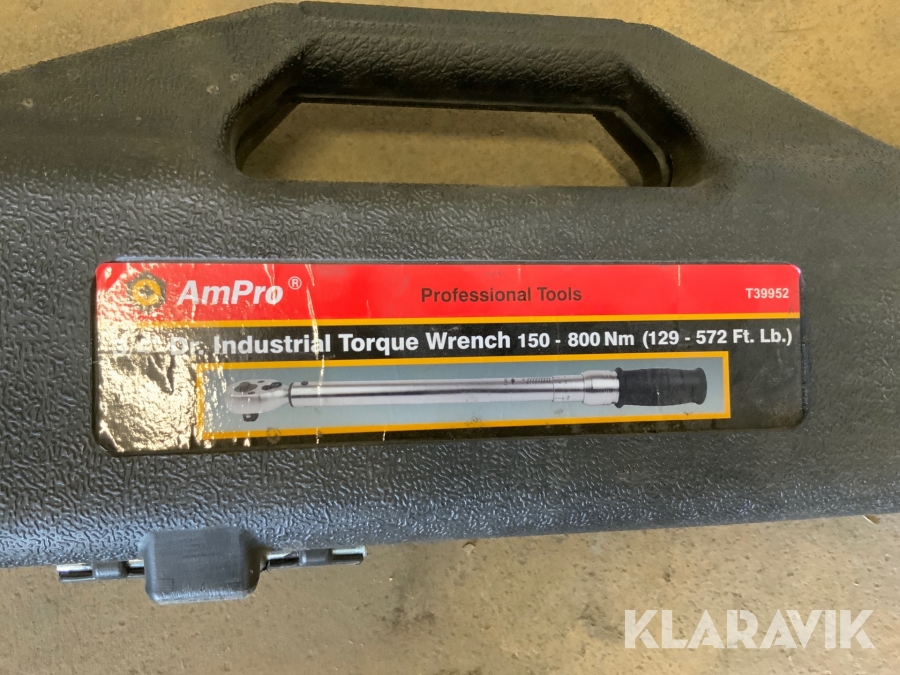 AmPro®
Professional Tools
T39952
Dr. Industrial Torque Wrench 150 - 800 Nm (129 - 572 Ft. Lb.)
KLARAVIK